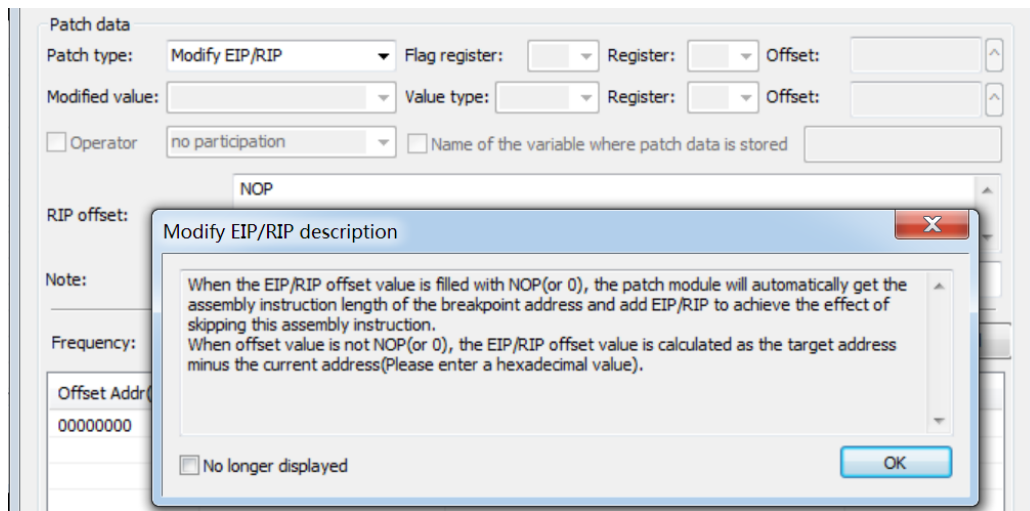 Patch data
Patch type: Modify EIP/RIP Flag register: Register: Offset:
Modified value: Value type: Register: Offset:
Operator no participation Name of the variable where patch data is stored
NOP
RIP offset:
Modify EIP/RIP description
Note:
When the EIP/RIP offset value is filled with NOP(or 0), the patch module will automatically get the
assembly instruction length of the breakpoint address and add EIP/RIP to achieve the effect of
skipping this assembly instruction.
When offset value is not NOP(or 0), the EIP/RIP offset value is calculated as the target address
minus the current address(Please enter a hexadecimal value).
Frequency:
Offset Addr(
00000000
No longer displayed
OK